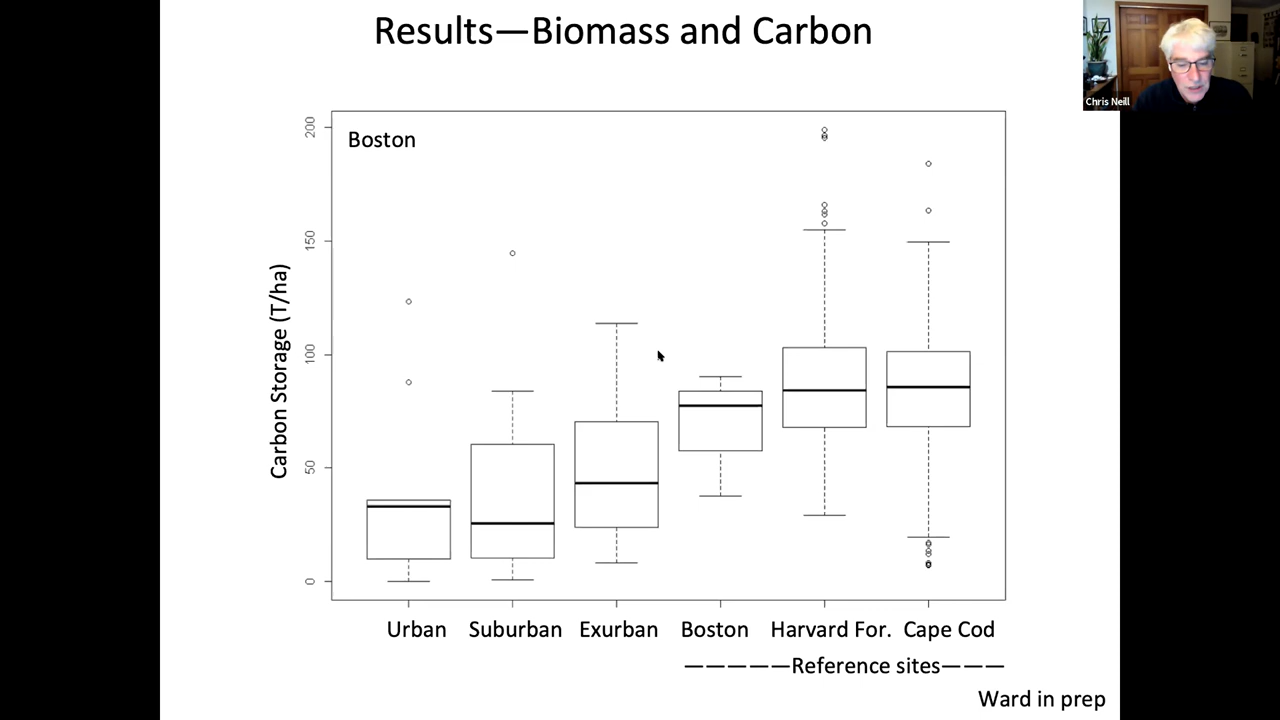 Results—Biomass and Carbon
Chris Neill
Boston
Carbon Storage (T/ha)
200
150
100
50
0
Urban Suburban Exurban Boston Harvard For. Cape Cod
—————Reference sites———
Ward in prep